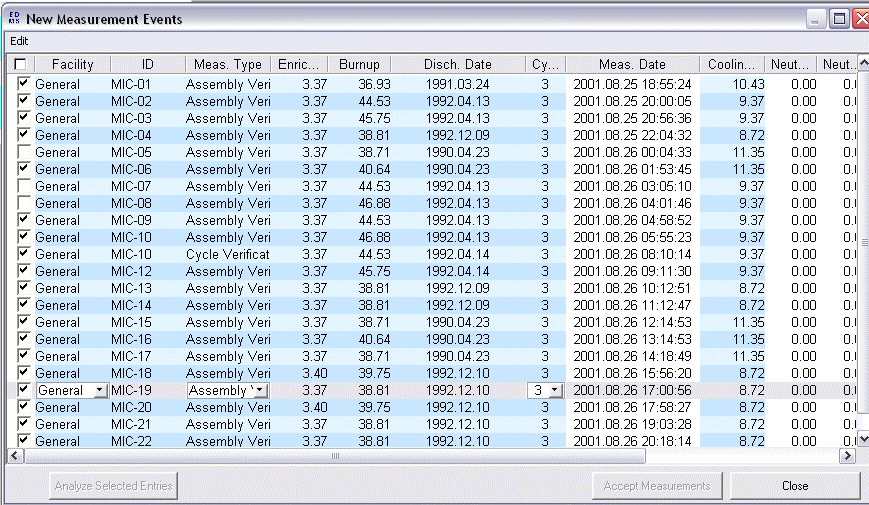 ED KIS New Measurement Events
Edit
Facility ID Meas. Type Enric... Burnup Disch. Date Cy... Meas. Date Coolin... Neut... Neut..
General MIC-01 Assembly Veri 3.37 36.93 1991.03.24 3 2001.08.25 18:55:24 10.43 0.00 0.0
General MIC-02 Assembly Veri 3.37 44.53 1992.04.13 3 2001.08.25 20:00:05 9.37 0.00 0.0
General MIC-03 Assembly Veri 3.37 45.75 1992.04.13 3 2001.08.25 20:56:36 9.37 0.00 0.0
General MIC-04 Assembly Veri 3.37 38.81 1992.12.09 3 2001.08.25 22:04:32 8.72 0.00 0.0
General MIC-05 Assembly Veri 3.37 38.71 1990.04.23 3 2001.08.26 00:04:33 11.35 0.00 0.0
General MIC-06 Assembly Veri 3.37 40.64 1990.04.23 3 2001.08.26 01:53:45 11.35 0.00 0.0
General MIC-07 Assembly Veri 3.37 44.53 1992.04.13 3 2001.08.26 03:05:10 9.37 0.00 0.0
General MIC-08 Assembly Veri 3.37 46.88 1992.04.13 3 2001.08.26 04:01:46 9.37 0.00 0.0
General MIC-09 Assembly Veri 3.37 44.53 1992.04.13 3 2001.08.26 04:58:52 9.37 0.00 0.0
General MIC-10 Assembly Veri 3.37 46.88 1992.04.13 3 2001.08.26 05:55:23 9.37 0.00 0.0
General MIC-10 Cycle Verificat 3.37 44.53 1992.04.14 3 2001.08.26 08:10:14 9.37 0.00 0.0
General MIC-12 Assembly Veri 3.37 45.75 1992.04.14 3 2001.08.26 09:11:30 9.37 0.00 0.0
General MIC-13 Assembly Veri 3.37 38.81 1992.12.09 3 2001.08.26 10:12:51 8.72 0.00 0.0
General MIC-14 Assembly Veri 3.37 38.81 1992.12.09 3 2001.08.26 11:12:47 8.72 0.00 0.0
General MIC-15 Assembly Veri 3.37 38.71 1990.04.23 3 2001.08.26 12:14:53 11.35 0.00 0.0
General MIC-16 Assembly Veri 3.37 40.64 1990.04.23 3 2001.08.26 13:14:53 11.35 0.00 0.0
General MIC-17 Assembly Veri 3.37 38.71 1990.04.23 3 2001.08.26 14:18:49 11.35 0.00 0.0
General MIC-18 Assembly Veri 3.40 39.75 1992.12.10 3 2001.08.26 15:56:20 8.72 0.00 0.0
General MIC-19 Assembly V 3.37 38.81 1992.12.10 3 2001.08.26 17:00:56 8.72 0.00 0.0
General MIC-20 Assembly Veri 3.40 39.75 1992.12.10 3 2001.08.26 17:58:27 8.72 0.00 0.0
General MIC-21 Assembly Veri 3.37 38.81 1992.12.10 3 2001.08.26 19:03:28 8.72 0.00 0.0
General MIC-22 Assembly Veri 3.37 38.81 1992.12.10 3 2001.08.26 20:18:14 8.72 0.00 0.0
Analyze Selected Entries Accept Measurements Close